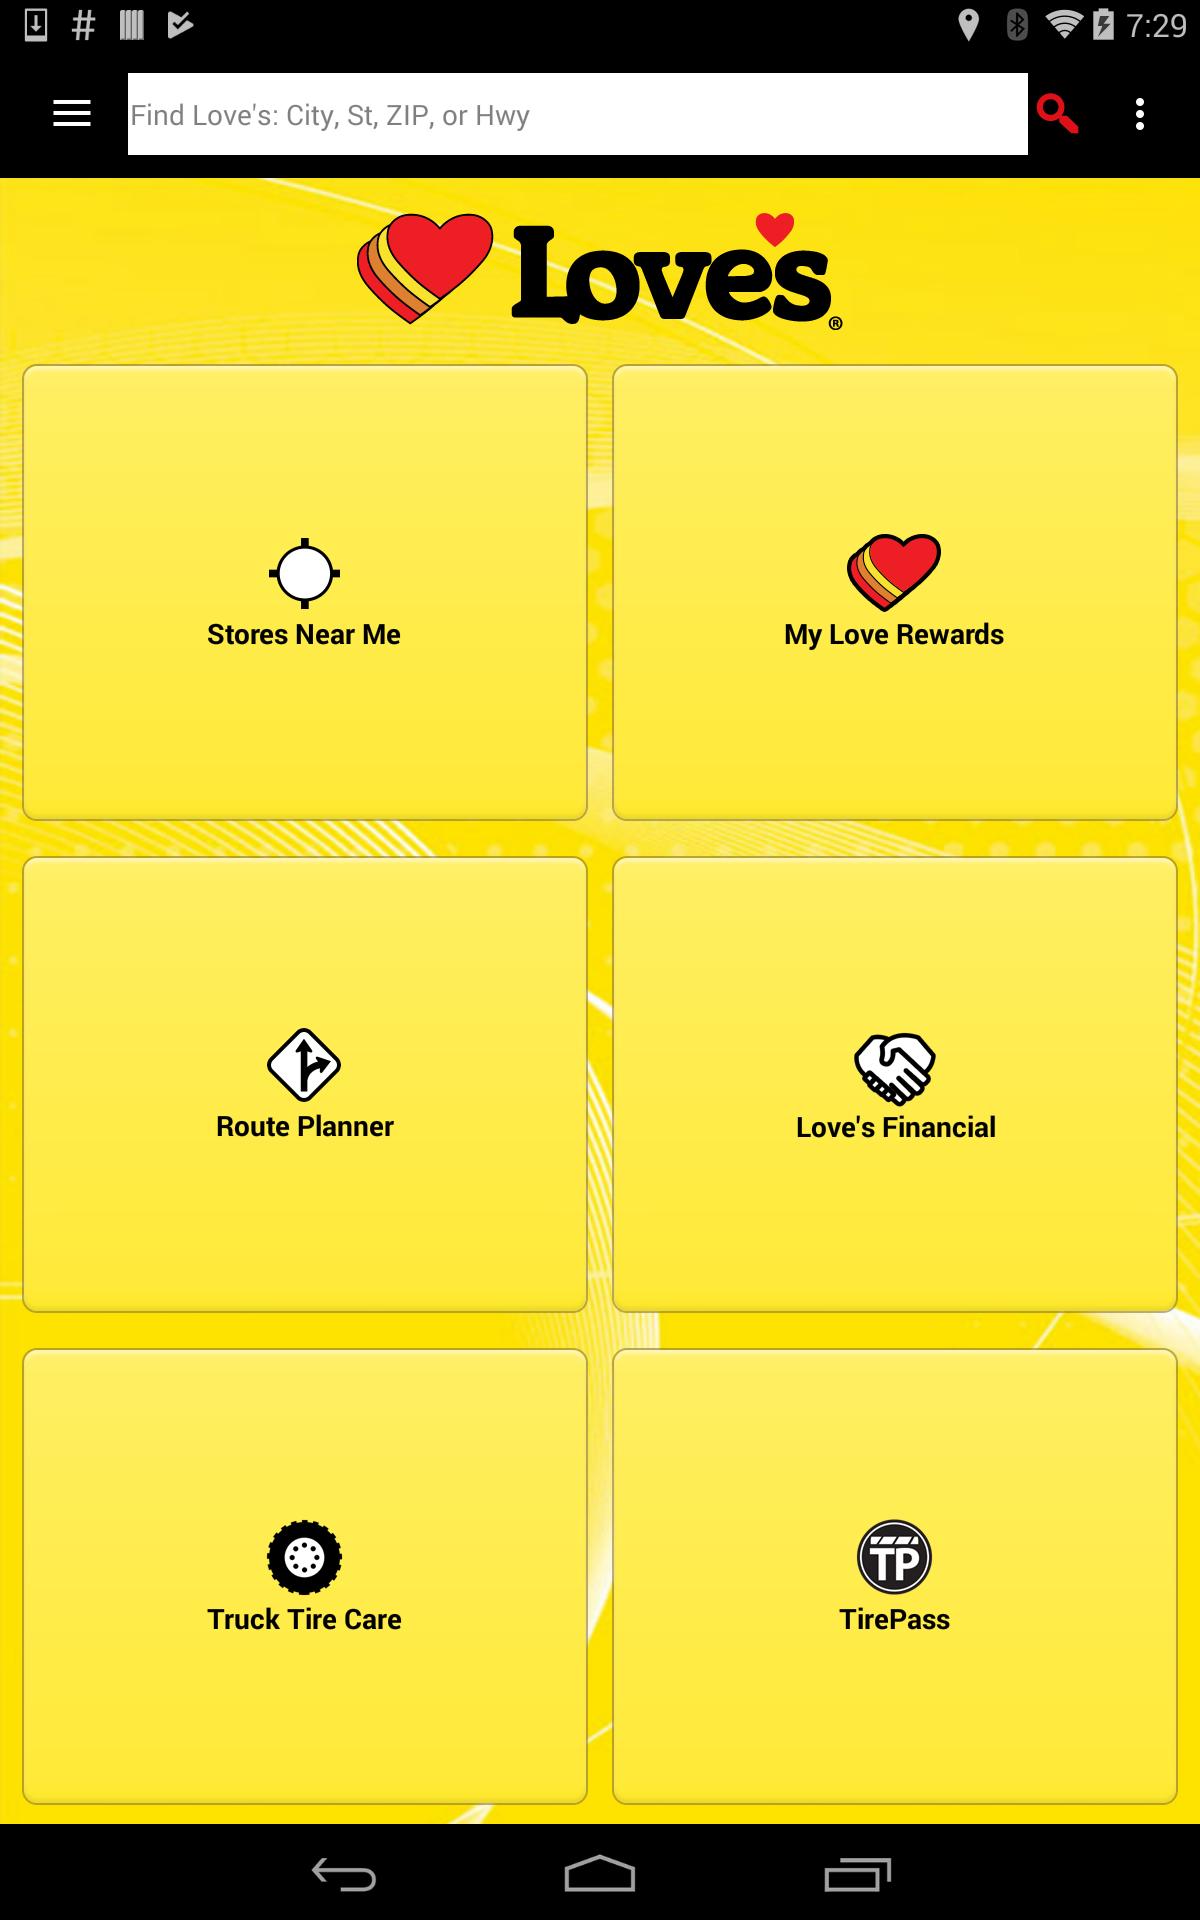 7:29
Find Love's: City, St, ZIP, or Hwy
Love's®
Stores Near Me
My Love Rewards
Route Planner
Love's Financial
TP
Truck Tire Care
TirePass